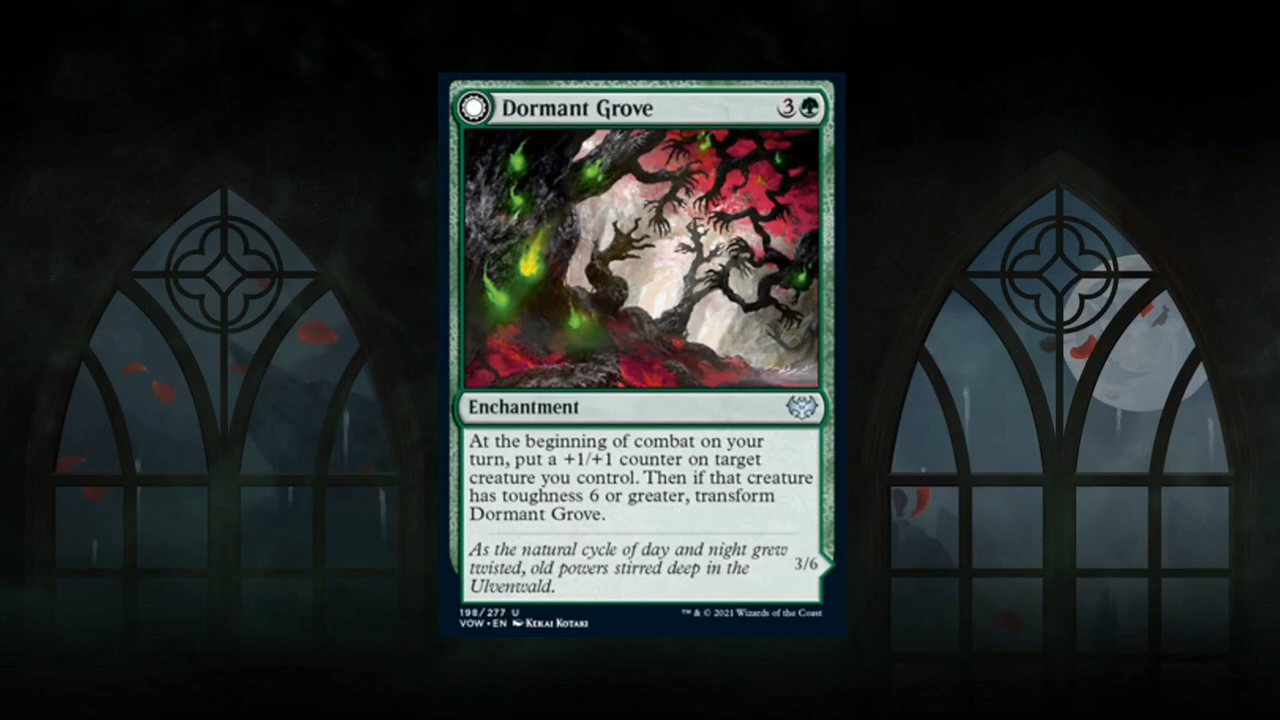 Dormant Grove 3
Enchantment
At the beginning of combat on your
turn, put a +1/+1 counter on target
creature you control. Then if that creature
has toughness 6 or greater, transform
Dormant Grove.
As the natural cycle of day and night grew
twisted, old powers stirred deep in the
Ulvenwald.
3/6
198/277 U
VOW • EN Kekai Kotaki
™ & © 2021 Wizards of the Coast